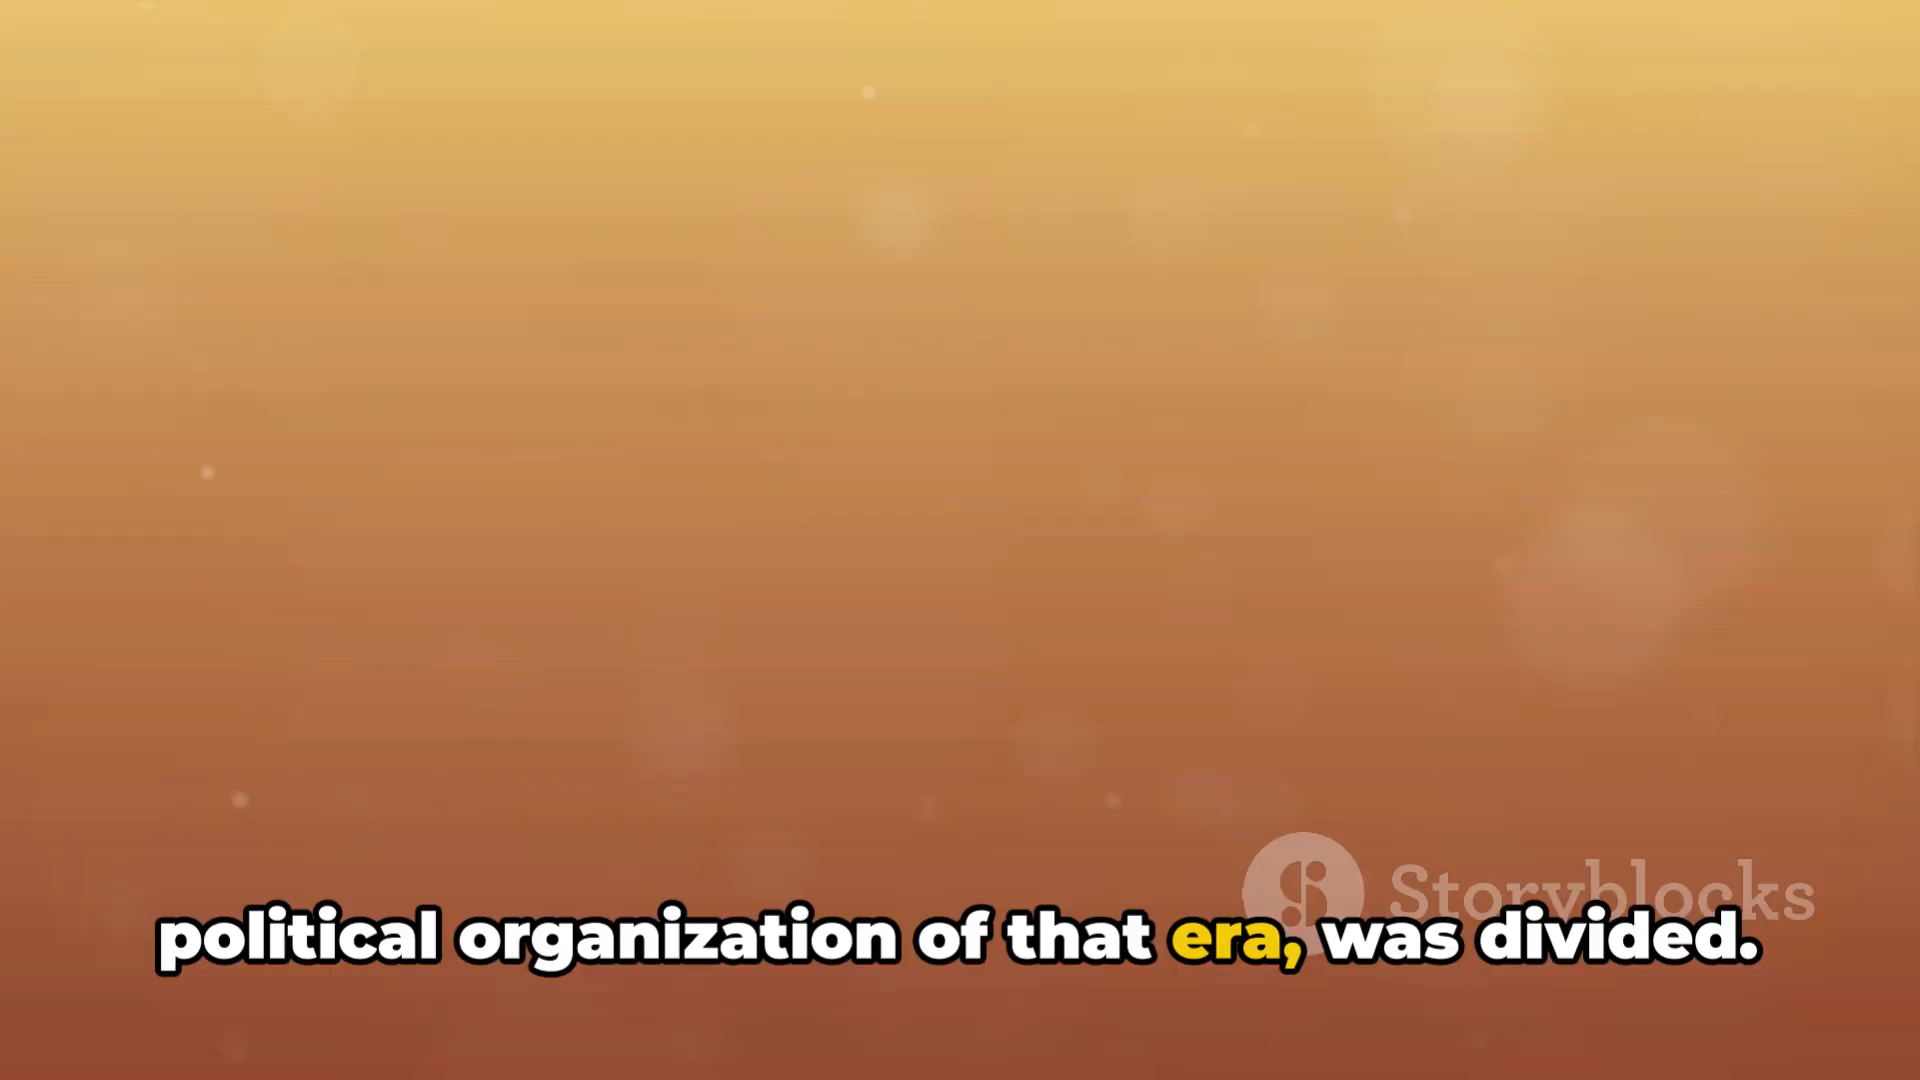 Storyblocks
political organization of that era, was divided.